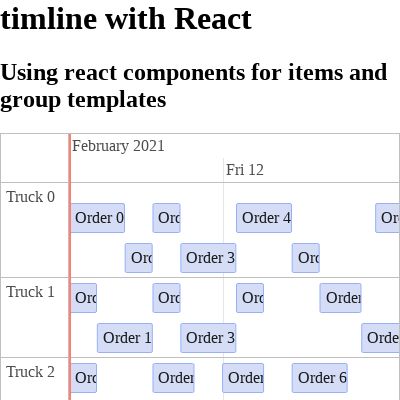 timline with React
Using react components for items and
group templates
February 2021
Fri 12
Truck 0
Order 0
Orc
Order 4
Or
Orc
Order 3
Orc
Truck 1
Orc
Orc
Orc
Order
Order 1
Order 3
Orde
Truck 2
Orc
Order
Order
Order 6